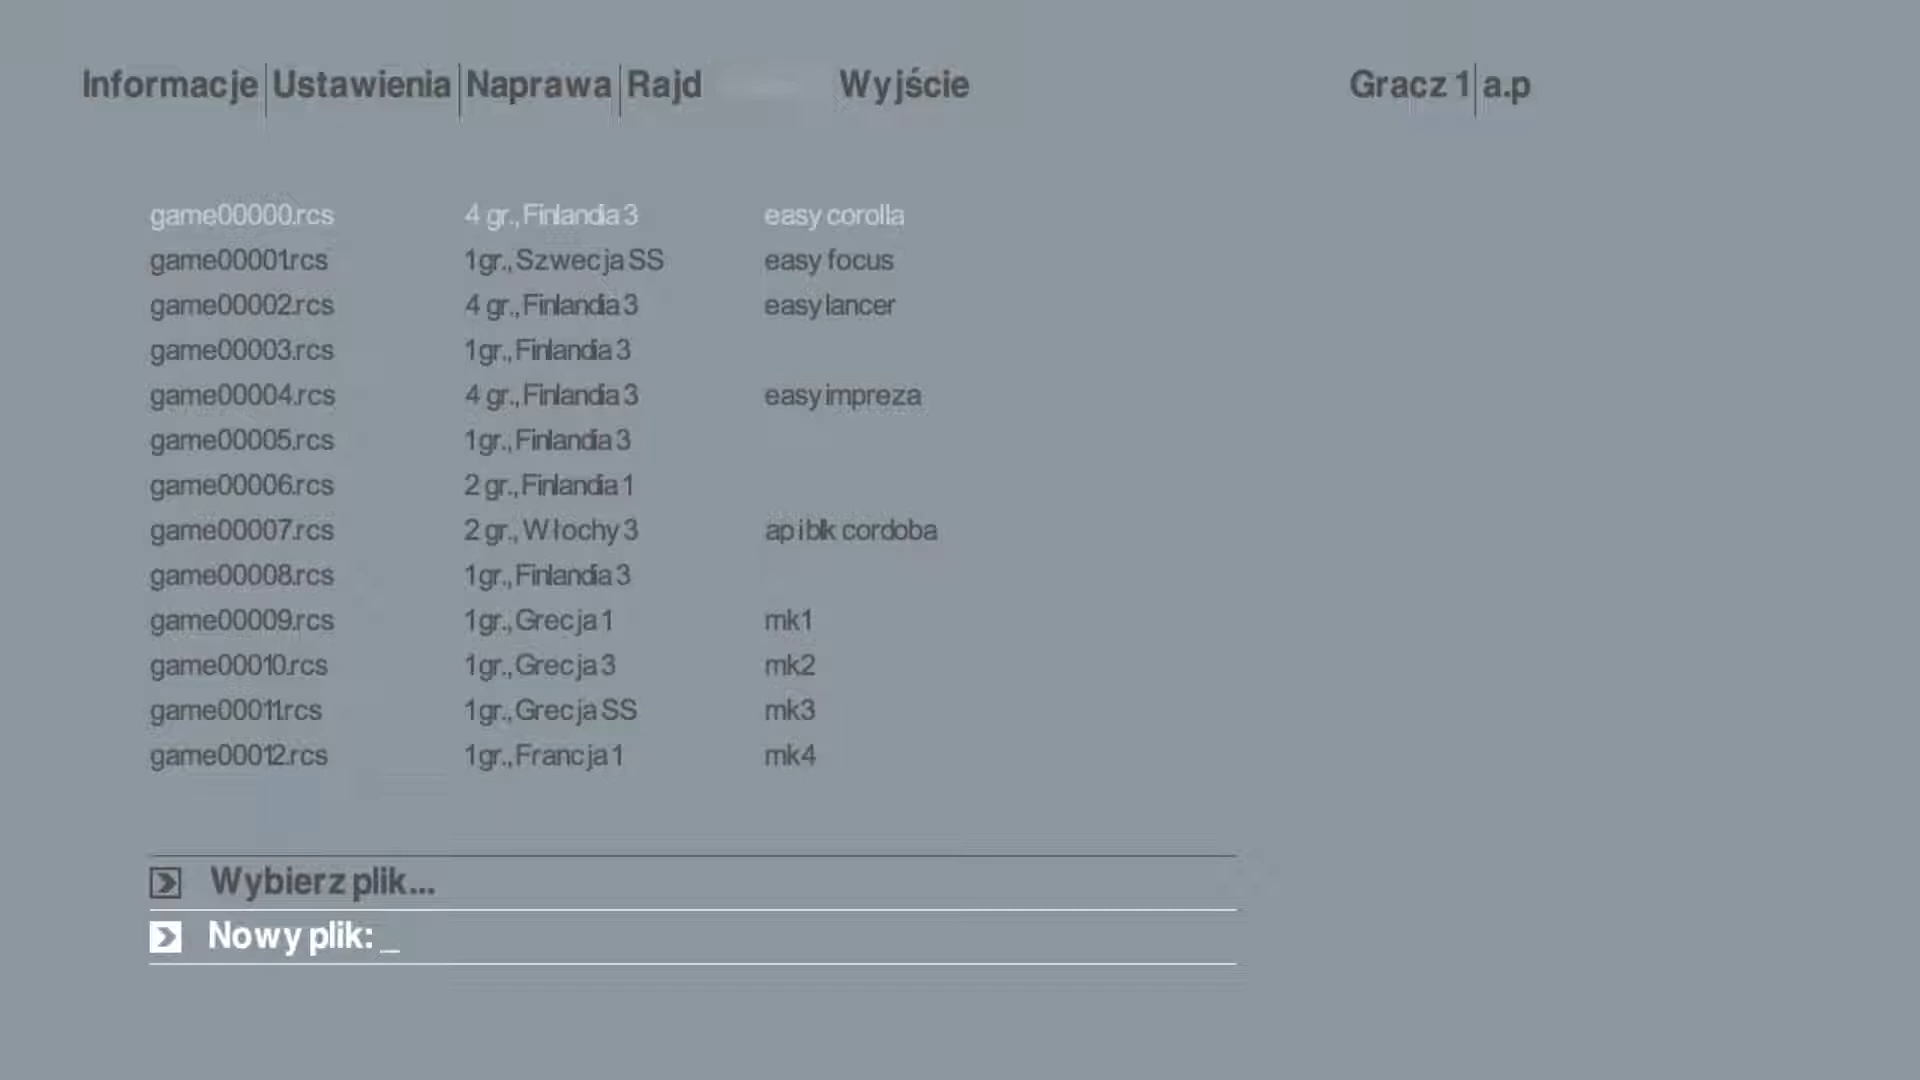 Informacje Ustawienia Naprawa Rajd Wyjście Gracz 1 a.p
game00000.rcs 4 gr., Finlandia 3 easy corolla
game00001.rcs 1 gr., Szwecja SS easy focus
game00002.rcs 4 gr., Finlandia 3 easy lancer
game00003.rcs 1 gr., Finlandia 3
game00004.rcs 4 gr., Finlandia 3 easy impreza
game00005.rcs 1 gr., Finlandia 3
game00006.rcs 2 gr., Finlandia 1
game00007.rcs 2 gr., Włochy 3 ap i blk cordoba
game00008.rcs 1 gr., Finlandia 3
game00009.rcs 1 gr., Grecja 1 mk1
game00010.rcs 1 gr., Grecja 3 mk2
game00011.rcs 1 gr., Grecja SS mk3
game00012.rcs 1 gr., Francja 1 mk4
Wybierz plik...
Nowy plik: _